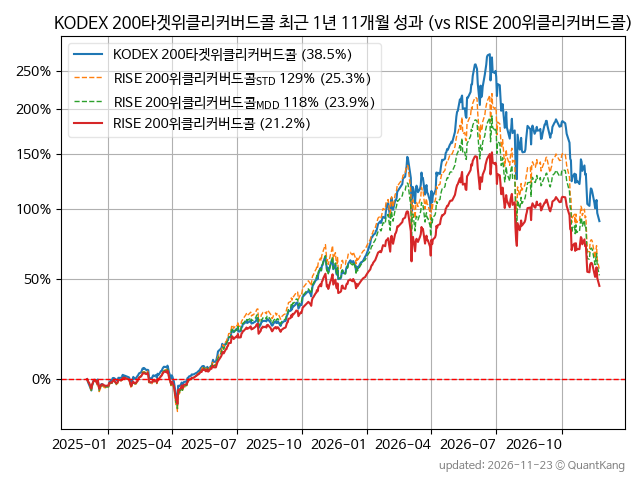 KODEX 200타겟위클리커버드콜 최근 1년 11개월 성과 (vs RISE 200위클리커버드콜)
KODEX 200타겟위클리커버드콜 (38.5%)
RISE 200위클리커버드콜STD 129% (25.3%)
RISE 200위클리커버드콜MDD 118% (23.9%)
RISE 200위클리커버드콜 (21.2%)
250%
200%
150%
100%
50%
0%
2025-01 2025-04 2025-07 2025-10 2026-01 2026-04 2026-07 2026-10
updated: 2026-11-23 © QuantKang